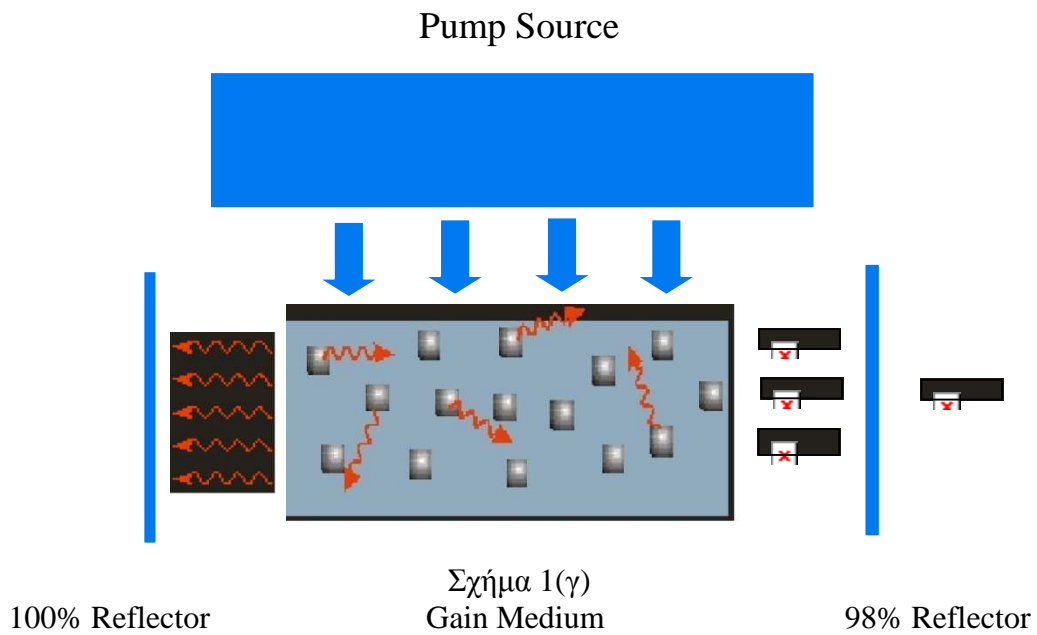 Pump Source
Σχήμα 1(γ)
100% Reflector Gain Medium 98% Reflector